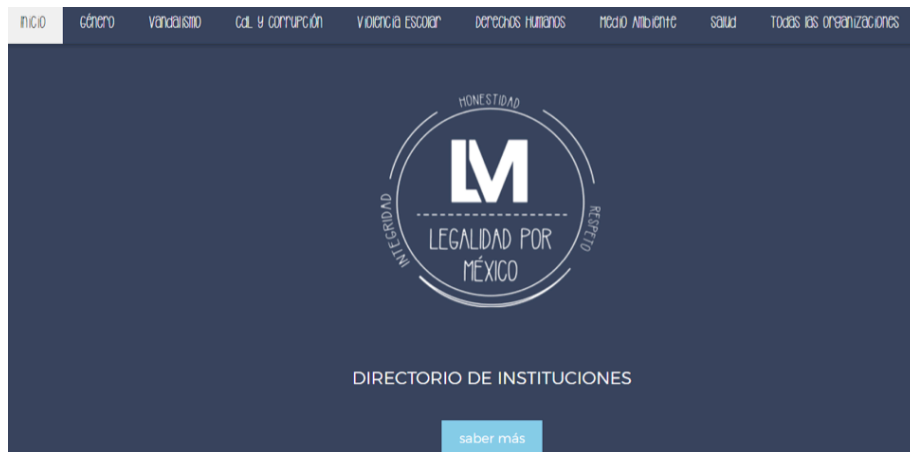 Inicio Género Vandalismo CdL y Corrupción Violencia Escolar Derechos Humanos Medio Ambiente Salud Todas las Organizaciones
HONESTIDAD
INTEGRIDAD
RESPETO
LM
LEGALIDAD POR
MÉXICO
DIRECTORIO DE INSTITUCIONES
saber más